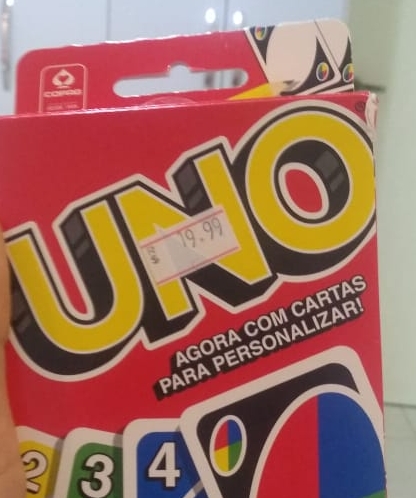 COPAG
UNO
R$ 19.99
AGORA COM CARTAS
PARA PERSONALIZAR!
2 3 4